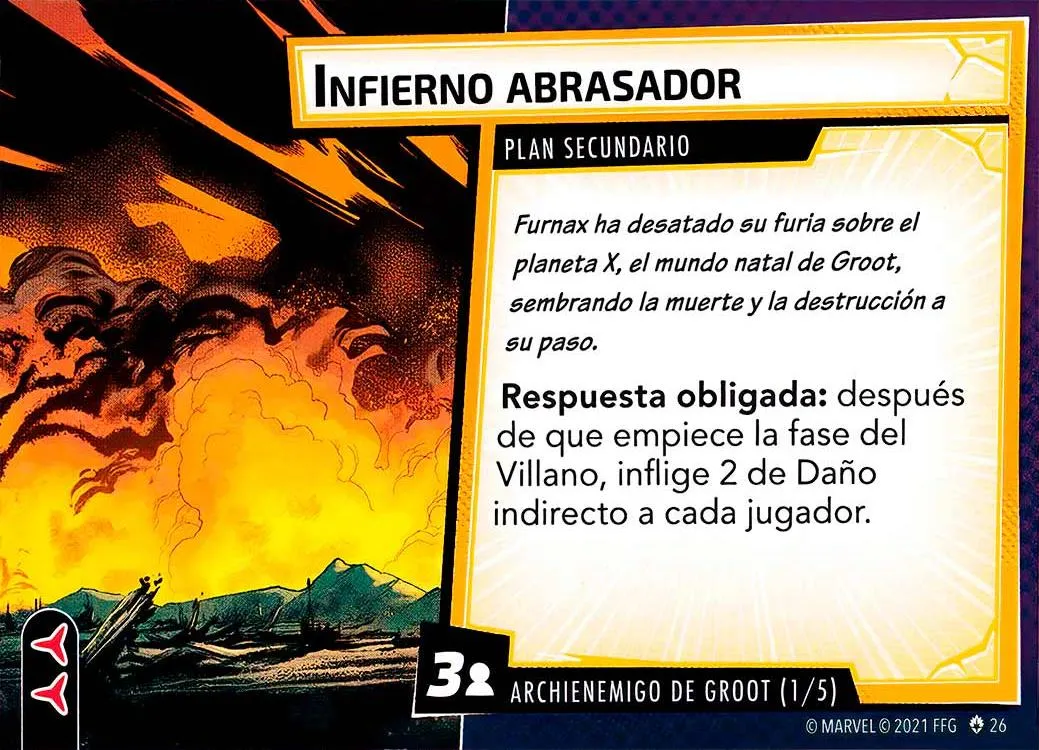 INFIERNO ABRASADOR
PLAN SECUNDARIO
Furnax ha desatado su furia sobre el
planeta X, el mundo natal de Groot,
sembrando la muerte y la destrucción a
su paso.
Respuesta obligada: después
de que empiece la fase del
Villano, inflige 2 de Daño
indirecto a cada jugador.
3
ARCHIENEMIGO DE GROOT (1/5)
© MARVEL © 2021 FFG 26